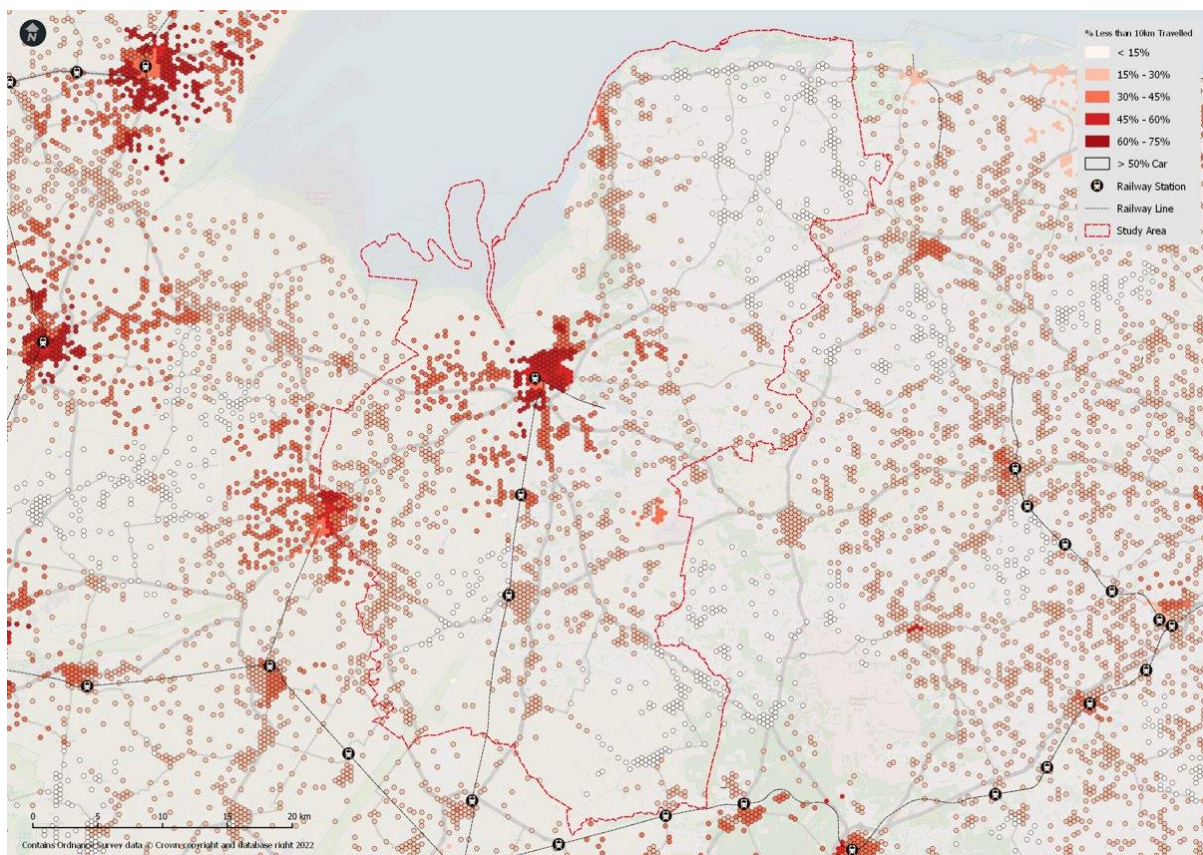 % Less than 10km Travelled
< 15%
15% - 30%
30% - 45%
45% - 60%
60% - 75%
> 50% Car
Railway Station
Railway Line
Study Area
0 5 10 15 20 km
Contains Ordnance Survey data © Crown copyright and database right 2022